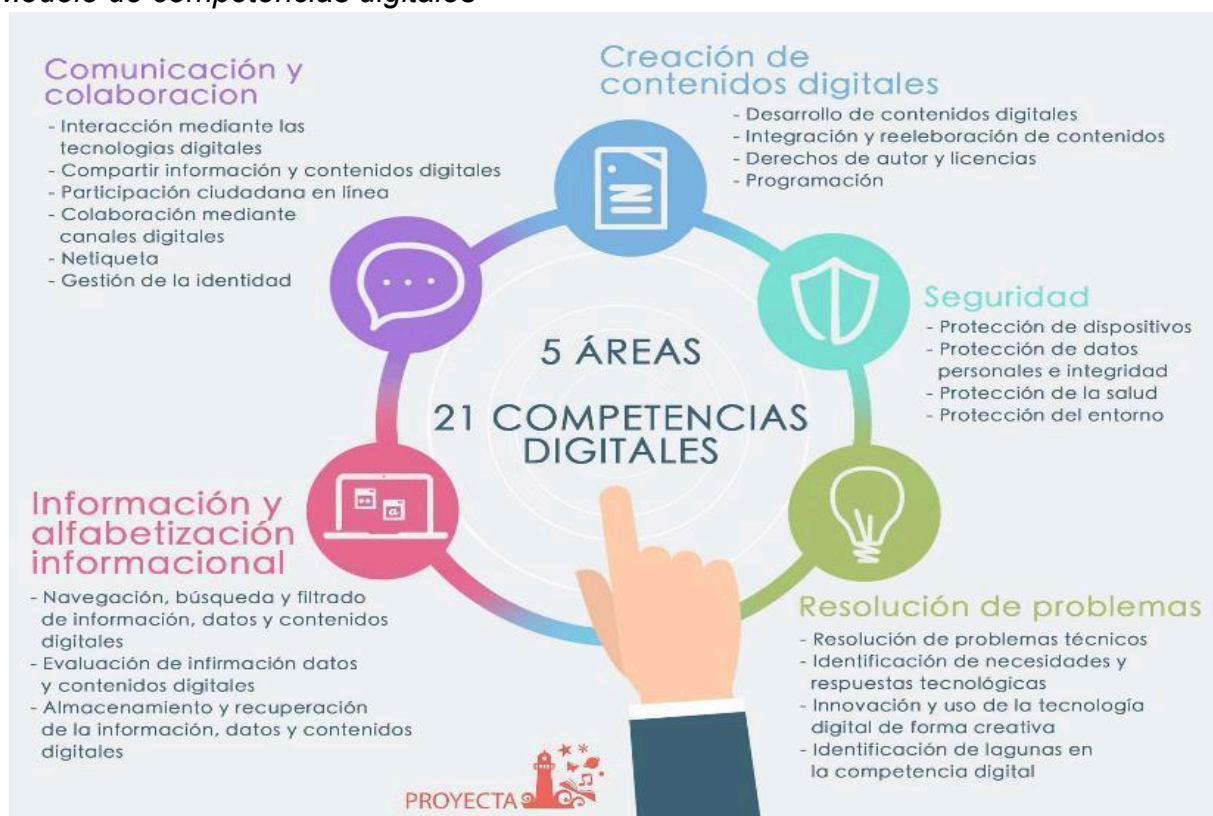 Modelo de competencias digitales
Comunicación y
colaboracion
- Interacción mediante las
tecnologias digitales
- Compartir información y contenidos digitales
- Participación ciudadana en línea
- Colaboración mediante
canales digitales
- Netiqueta
- Gestión de la identidad
Creación de
contenidos digitales
- Desarrollo de contenidos digitales
- Integración y reeleboración de contenidos
- Derechos de autor y licencias
- Programación
Seguridad
- Protección de dispositivos
- Protección de datos
personales e integridad
- Protección de la salud
- Protección del entorno
5 ÁREAS
21 COMPETENCIAS
DIGITALES
Información y
alfabetización
informacional
- Navegación, búsqueda y filtrado
de información, datos y contenidos
digitales
- Evaluación de infirmación datos
y contenidos digitales
- Almacenamiento y recuperación
de la información, datos y contenidos
digitales
Resolución de problemas
- Resolución de problemas técnicos
- Identificación de necesidades y
respuestas tecnológicas
- Innovación y uso de la tecnología
digital de forma creativa
- Identificación de lagunas en
la competencia digital
PROYECTA